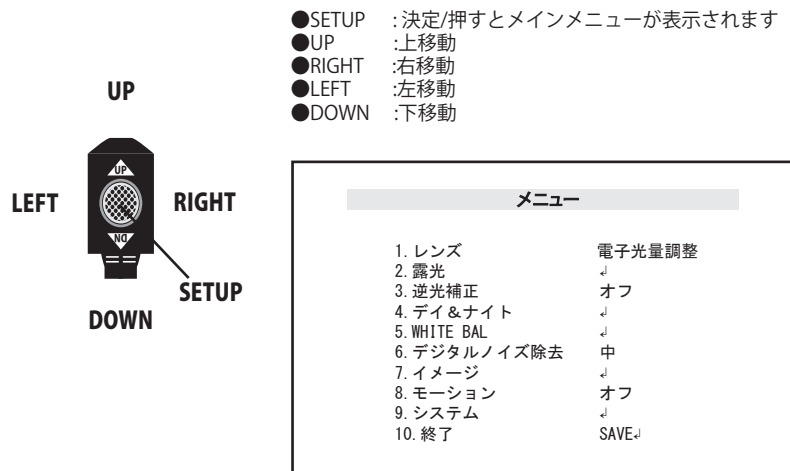 ●SETUP : 決定/押すとメインメニューが表示されます
●UP :上移動
●RIGHT :右移動
●LEFT :左移動
●DOWN :下移動
UP
UP
LEFT
RIGHT
DN
SETUP
DOWN
メニュー
1. レンズ 電子光量調整
2. 露光 ↲
3. 逆光補正 オフ
4. デイ＆ナイト ↲
5. WHITE BAL ↲
6. デジタルノイズ除去 中
7. イメージ ↲
8. モーション オフ
9. システム ↲
10. 終了 SAVE↲